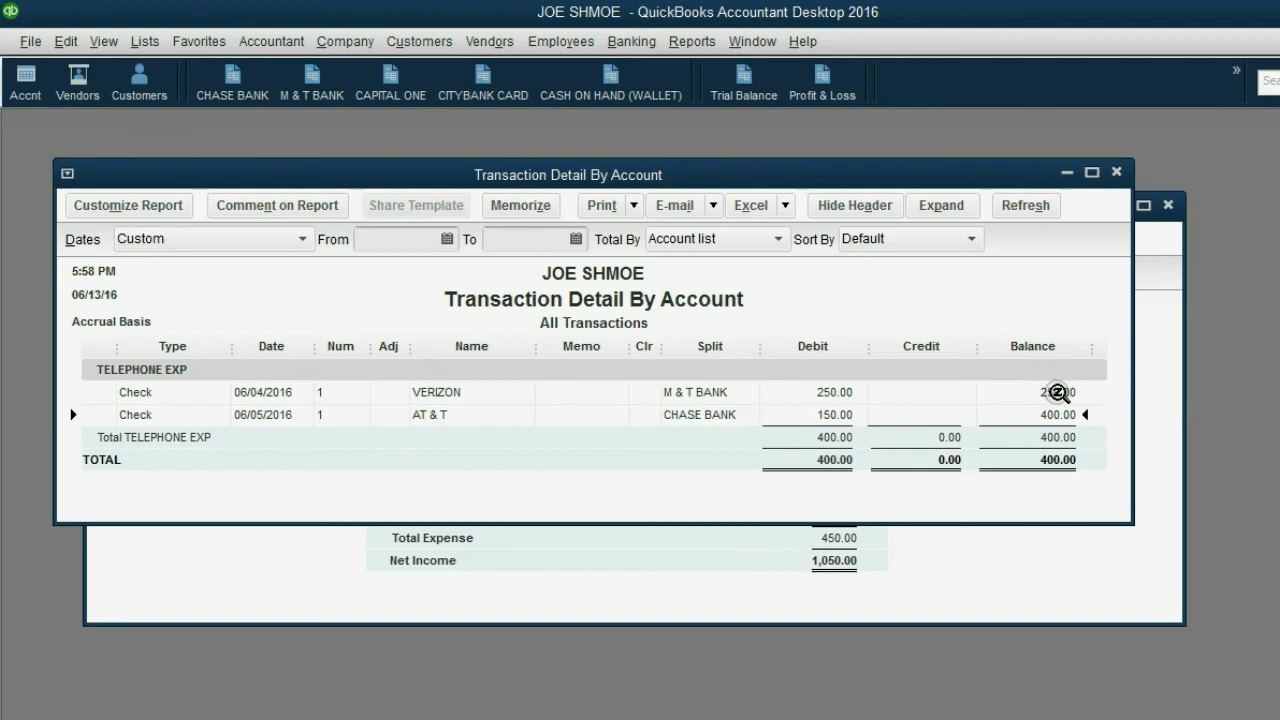 qb JOE SHMOE - QuickBooks Accountant Desktop 2016
File Edit View Lists Favorites Accountant Company Customers Vendors Employees Banking Reports Window Help
Accnt Vendors Customers CHASE BANK M & T BANK CAPITAL ONE CITYBANK CARD CASH ON HAND (WALLET) Trial Balance Profit & Loss » Sea
Transaction Detail By Account
Customize Report Comment on Report Share Template Memorize Print E-mail Excel Hide Header Expand Refresh
Dates Custom From To Total By Account list Sort By Default
5:58 PM JOE SHMOE
06/13/16 Transaction Detail By Account
Accrual Basis All Transactions
Type Date Num Adj Name Memo Clr Split Debit Credit Balance
TELEPHONE EXP
Check 06/04/2016 1 VERIZON M & T BANK 250.00
Check 06/05/2016 1 AT & T CHASE BANK 150.00 400.00
Total TELEPHONE EXP 400.00 0.00 400.00
TOTAL 400.00 0.00 400.00
Total Expense 450.00
Net Income 1,050.00